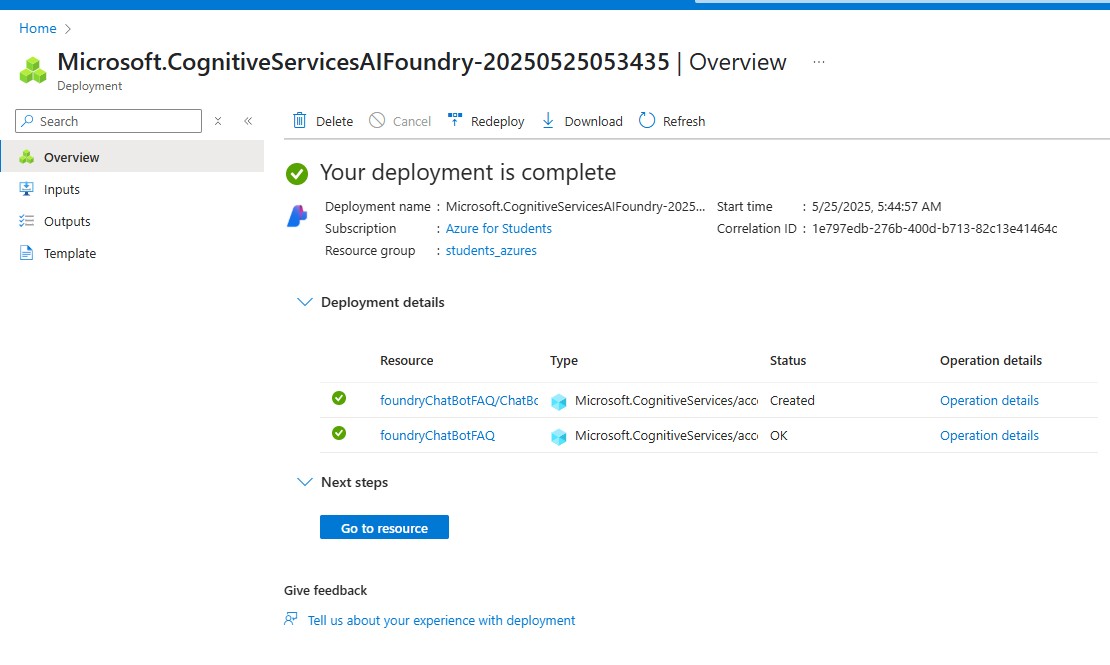 Home
Microsoft.CognitiveServicesAIFoundry-20250525053435 | Overview ...
Deployment
Search
Delete Cancel Redeploy Download Refresh
Overview
Inputs
Outputs
Template
Your deployment is complete
Deployment name : Microsoft.CognitiveServicesAIFoundry-2025... Start time : 5/25/2025, 5:44:57 AM
Subscription : Azure for Students Correlation ID : 1e797edb-276b-400d-b713-82c13e41464c
Resource group : students_azures
Deployment details
Resource Type Status Operation details
foundryChatBotFAQ/ChatBo Microsoft.CognitiveServices/acco Created Operation details
foundryChatBotFAQ Microsoft.CognitiveServices/acco OK Operation details
Next steps
Go to resource
Give feedback
Tell us about your experience with deployment